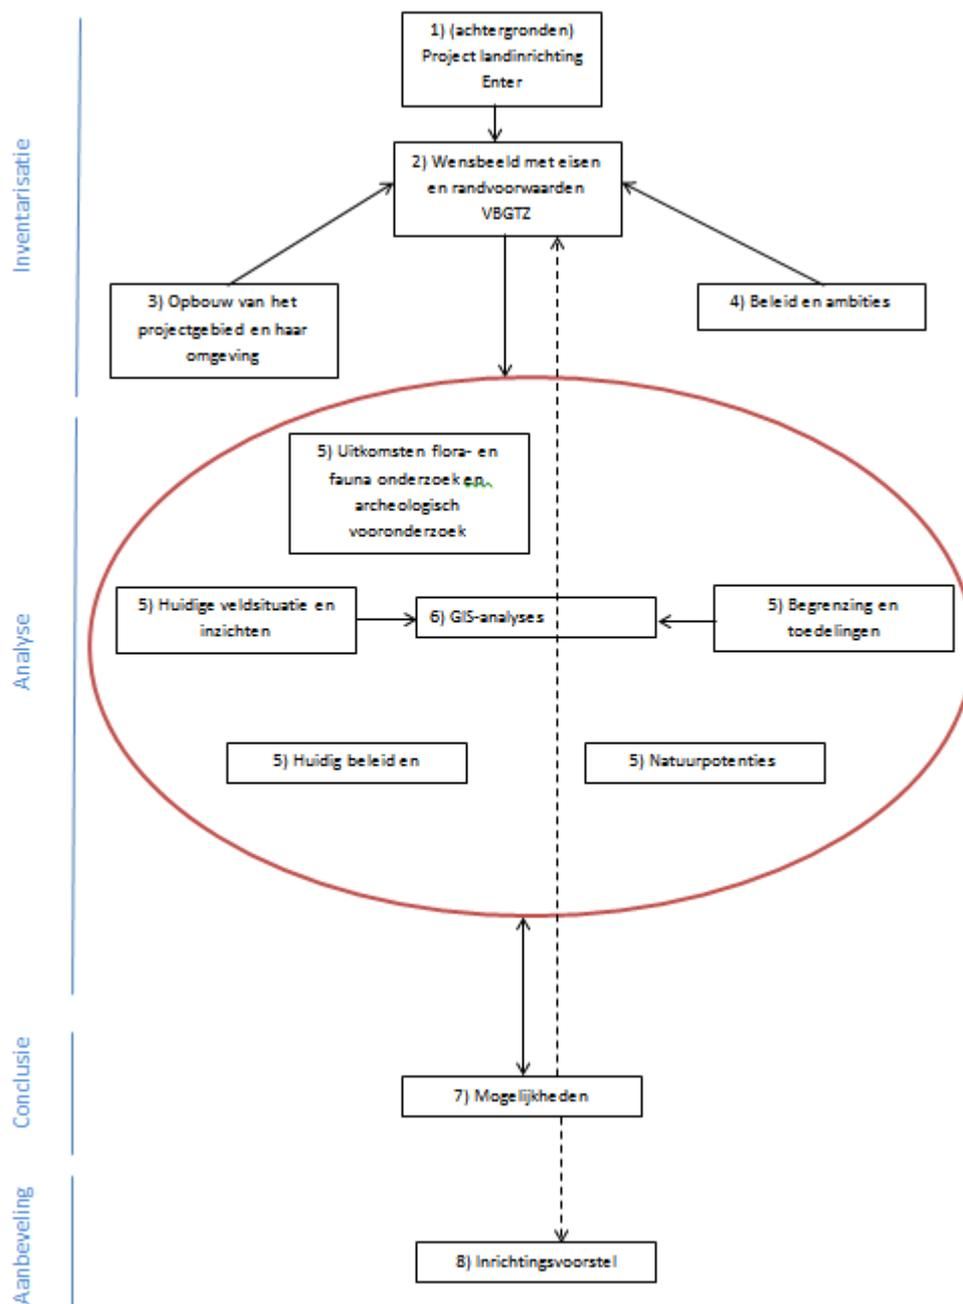 Inventarisatie
1) (achtergronden)
Project landinrichting
Enter
2) Wensbeeld met eisen
en randvoorwaarden
VBGTZ
3) Opbouw van het
projectgebied en haar
omgeving
4) Beleid en ambities
Analyse
5) Uitkomsten flora- en
fauna onderzoek en
archeologisch
vooronderzoek
5) Huidige veldsituatie en
inzichten
6) GIS-analyses
5) Begrenzing en
toedelingen
5) Huidig beleid en
5) Natuurpotenties
Conclusie
7) Mogelijkheden
Aanbeveling
8) Inrichtingsvoorstel